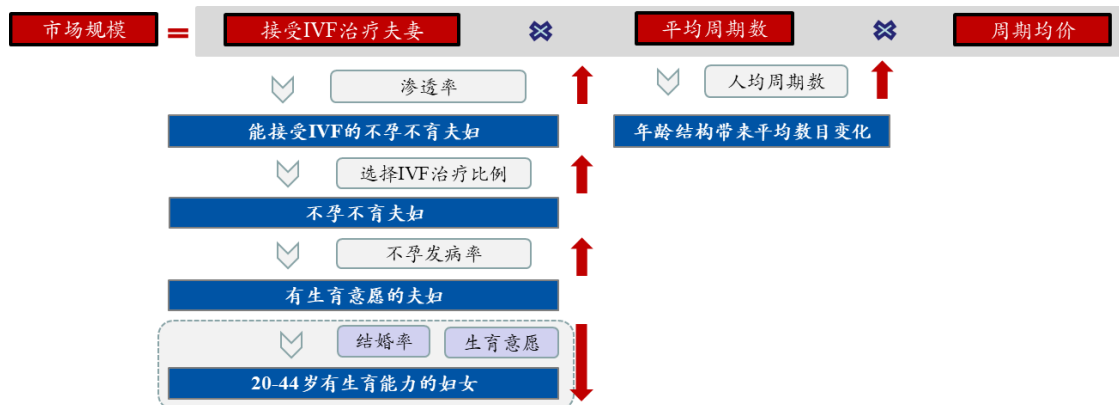 市场规模 = 接受IVF治疗夫妻 × 平均周期数 × 周期均价
渗透率
人均周期数
能接受IVF的不孕不育夫妇
年龄结构带来平均数目变化
选择IVF治疗比例
不孕不育夫妇
不孕发病率
有生育意愿的夫妇
结婚率
生育意愿
20-44岁有生育能力的妇女